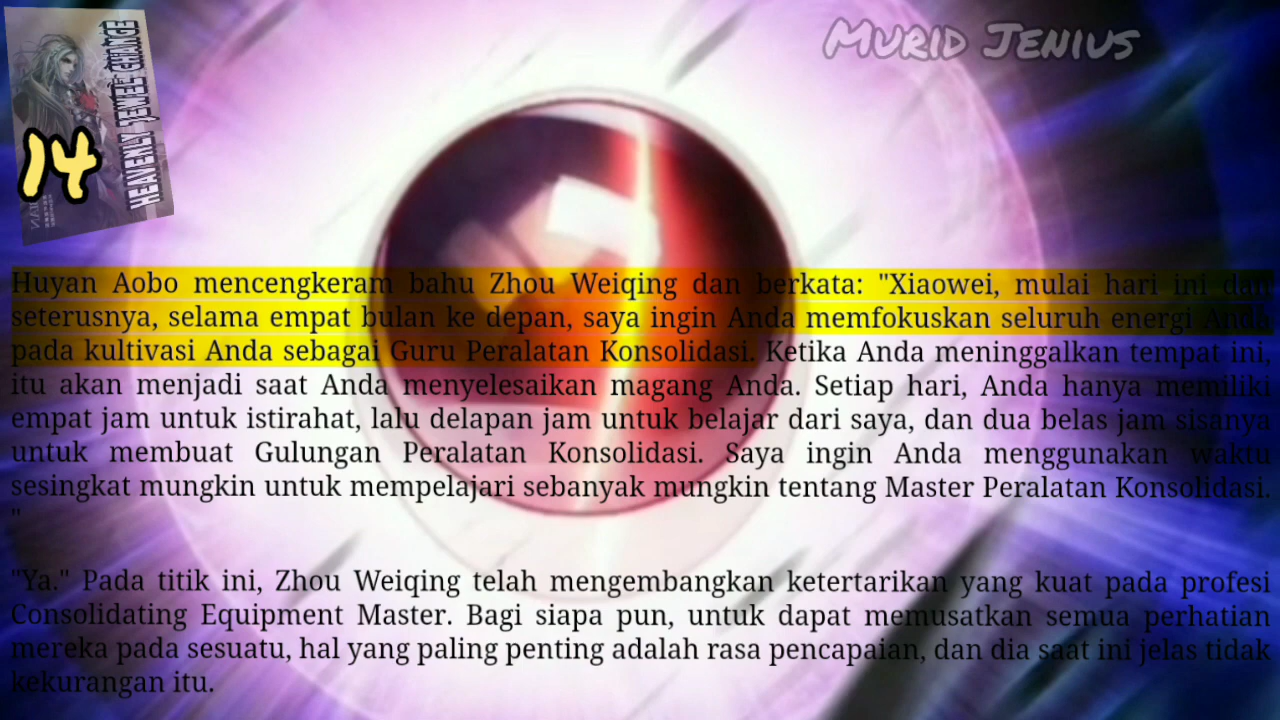 Murid Jenius
HEAVENLY JEWEL CHANGE
14
Huyan Aobo mencengkeram bahu Zhou Weiqing dan berkata: "Xiaowei, mulai hari ini dan
seterusnya, selama empat bulan ke depan, saya ingin Anda memfokuskan seluruh energi Anda
pada kultivasi Anda sebagai Guru Peralatan Konsolidasi. Ketika Anda meninggalkan tempat ini,
itu akan menjadi saat Anda menyelesaikan magang Anda. Setiap hari, Anda hanya memiliki
empat jam untuk istirahat, lalu delapan jam untuk belajar dari saya, dan dua belas jam sisanya
untuk membuat Gulungan Peralatan Konsolidasi. Saya ingin Anda menggunakan waktu
sesingkat mungkin untuk mempelajari sebanyak mungkin tentang Master Peralatan Konsolidasi.
"
"Ya." Pada titik ini, Zhou Weiqing telah mengembangkan ketertarikan yang kuat pada profesi
Consolidating Equipment Master. Bagi siapa pun, untuk dapat memusatkan semua perhatian
mereka pada sesuatu, hal yang paling penting adalah rasa pencapaian, dan dia saat ini jelas tidak
kekurangan itu.